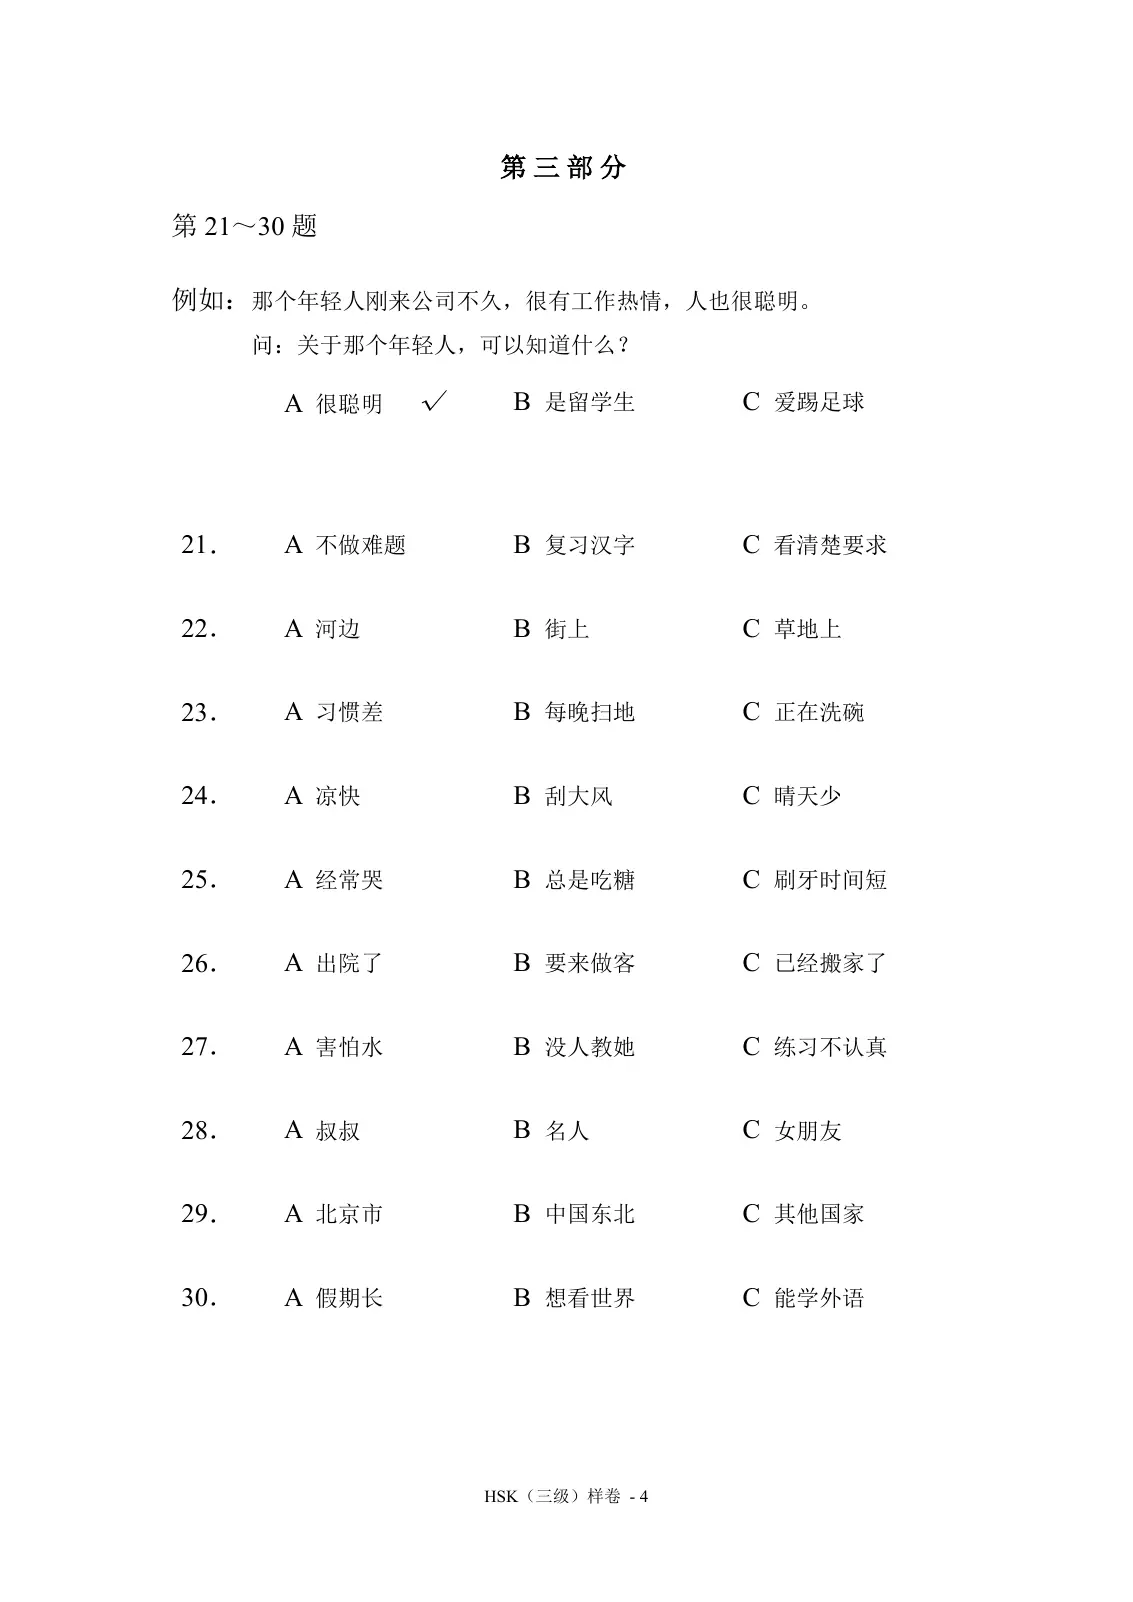 第三部分
第 21～30 题
例如：那个年轻人刚来公司不久，很有工作热情，人也很聪明。
问：关于那个年轻人，可以知道什么？
A 很聪明 ✓ B 是留学生 C 爱踢足球
21． A 不做难题 B 复习汉字 C 看清楚要求
22． A 河边 B 街上 C 草地上
23． A 习惯差 B 每晚扫地 C 正在洗碗
24． A 凉快 B 刮大风 C 晴天少
25． A 经常哭 B 总是吃糖 C 刷牙时间短
26． A 出院了 B 要来做客 C 已经搬家了
27． A 害怕水 B 没人教她 C 练习不认真
28． A 叔叔 B 名人 C 女朋友
29． A 北京市 B 中国东北 C 其他国家
30． A 假期长 B 想看世界 C 能学外语
HSK（三级）样卷 - 4